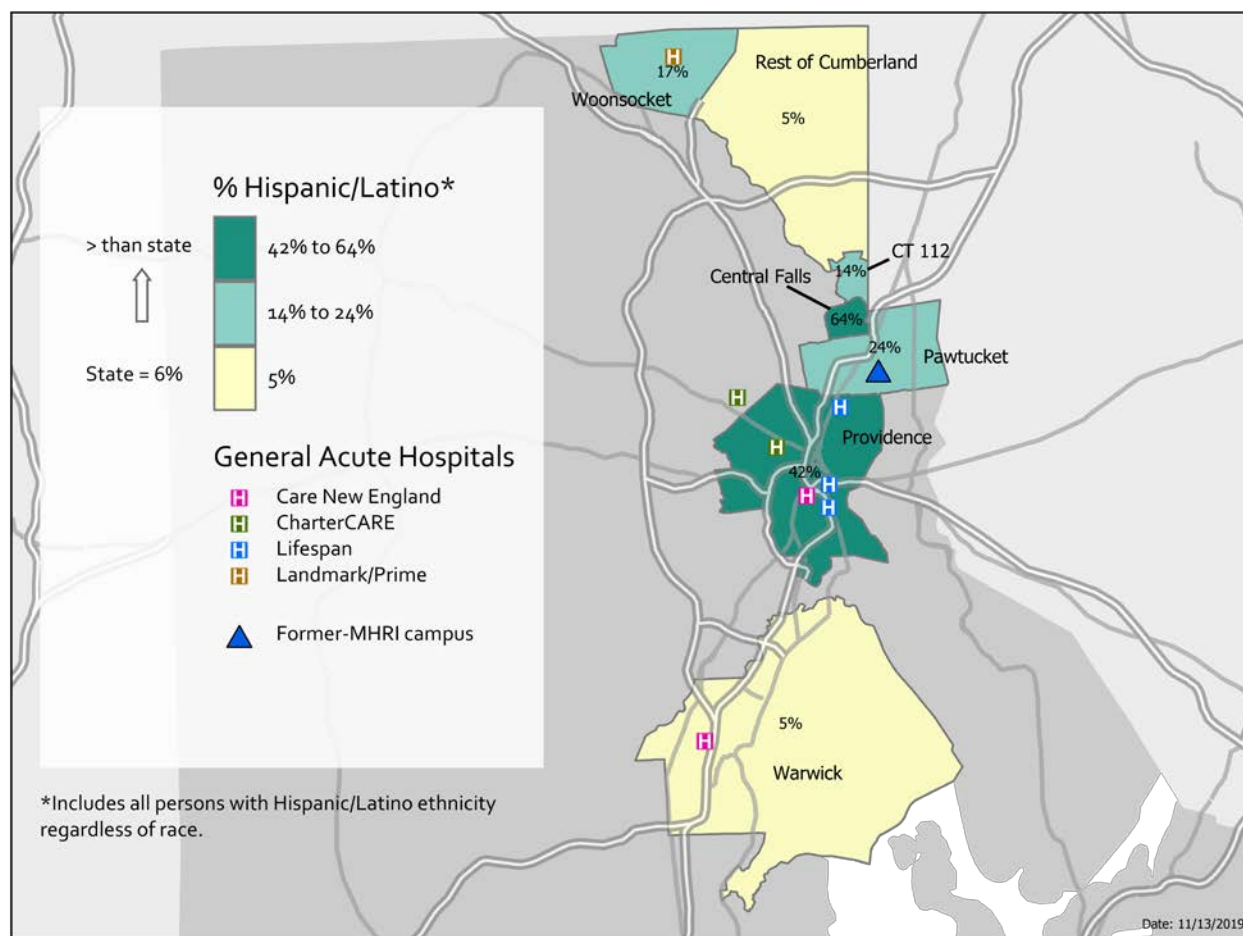 % Hispanic/Latino*
> than state
42% to 64%
14% to 24%
State = 6%
5%
General Acute Hospitals
H Care New England
H CharterCARE
H Lifespan
H Landmark/Prime
Former-MHRI campus
*Includes all persons with Hispanic/Latino ethnicity
regardless of race.
H
17%
Woonsocket
Rest of Cumberland
5%
CT 112
14%
Central Falls
64%
24%
Pawtucket
H
H
Providence
H
42%
H
H
H
5%
H
Warwick
Date: 11/13/2019